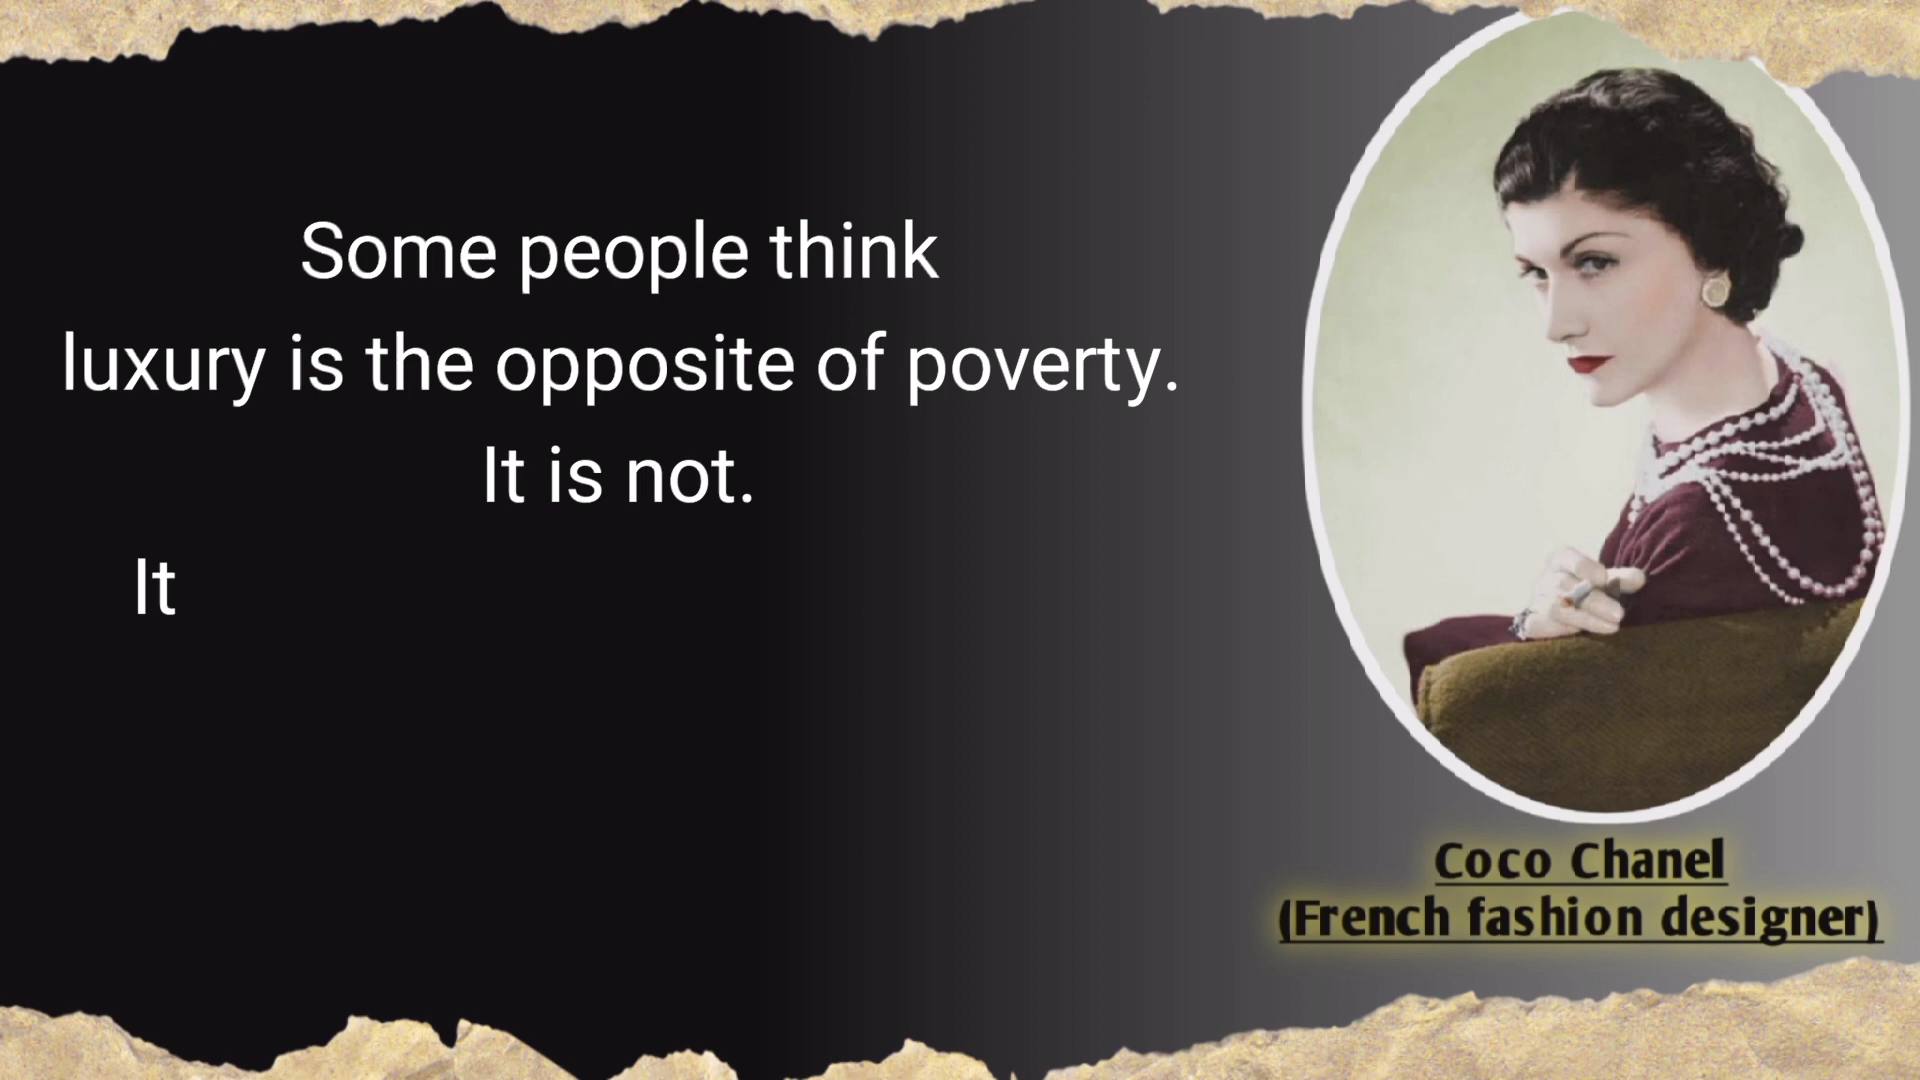 Some people think
luxury is the opposite of poverty.
It is not.
It
Coco Chanel
(French fashion designer)